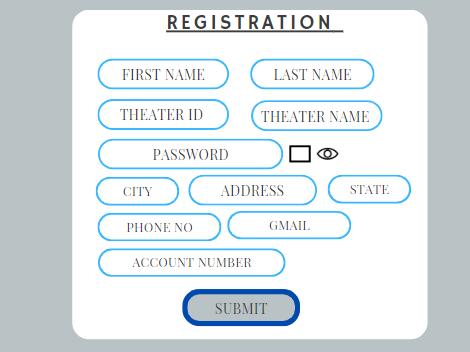 REGISTRATION
FIRST NAME LAST NAME
THEATER ID THEATER NAME
PASSWORD
CITY ADDRESS STATE
PHONE NO GMAIL
ACCOUNT NUMBER
SUBMIT